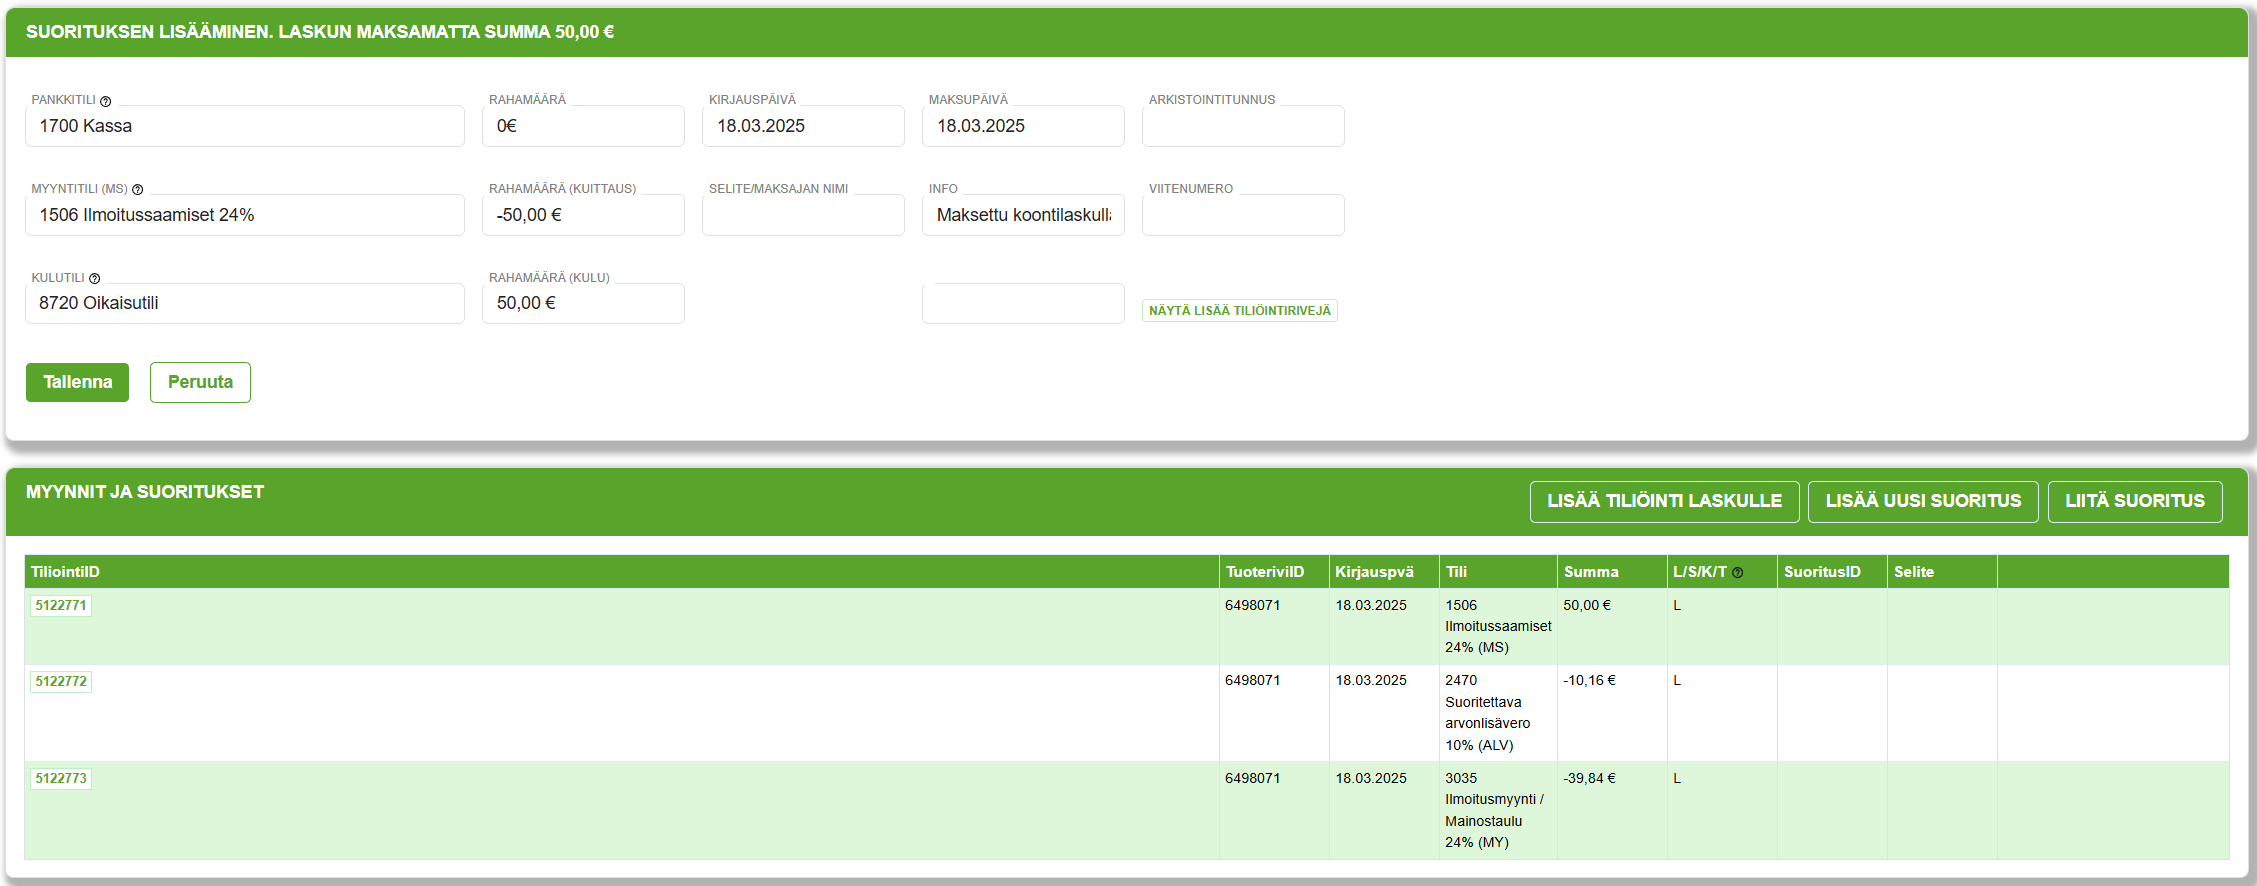 SUORITUKSEN LISÄÄMINEN. LASKUN MAKSAMATTA SUMMA 50,00 €
PANKKITILI
RAHAMÄÄRÄ
KIRJAUSPÄIVÄ
MAKSUPÄIVÄ
ARKISTOINTITUNNUS
1700 Kassa
0€
18.03.2025
18.03.2025
MYYNTITILI (MS)
RAHAMÄÄRÄ (KUITTAUS)
SELITE/MAKSAJAN NIMI
INFO
VIITENUMERO
1506 Ilmoitussaamiset 24%
-50,00 €
Maksettu koontilaskull
KULUTILI
RAHAMÄÄRÄ (KULU)
8720 Oikaisutili
50,00 €
NÄYTÄ LISÄÄ TILIÖINTIRIVEJÄ
Tallenna
Peruuta
MYYNNIT JA SUORITUKSET
LISÄÄ TILIÖINTI LASKULLE
LISÄÄ UUSI SUORITUS
LIITÄ SUORITUS
TiliointiID
TuoteriviID
Kirjauspvä
Tili
Summa
L/S/K/T
SuoritusID
Selite
5122771
6498071
18.03.2025
1506
Ilmoitussaamiset
24% (MS)
50,00 €
L
5122772
6498071
18.03.2025
2470
Suoritettava
arvonlisävero
10% (ALV)
-10,16 €
L
5122773
6498071
18.03.2025
3035
Ilmoitusmyynti /
Mainostaulu
24% (MY)
-39,84 €
L